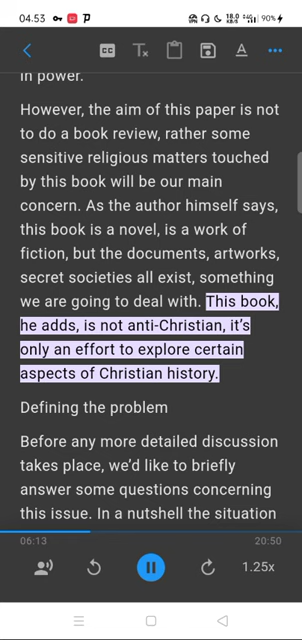 04.53
18.0
90%
CC
A
in power.
However, the aim of this paper is not
to do a book review, rather some
sensitive religious matters touched
by this book will be our main
concern. As the author himself says,
this book is a novel, is a work of
fiction, but the documents, artworks,
secret societies all exist, something
we are going to deal with. This book,
he adds, is not anti-Christian, it's
only an effort to explore certain
aspects of Christian history.
Defining the problem
Before any more detailed discussion
takes place, we'd like to briefly
answer some questions concerning
this issue. In a nutshell the situation
06:13
20:50
1.25x